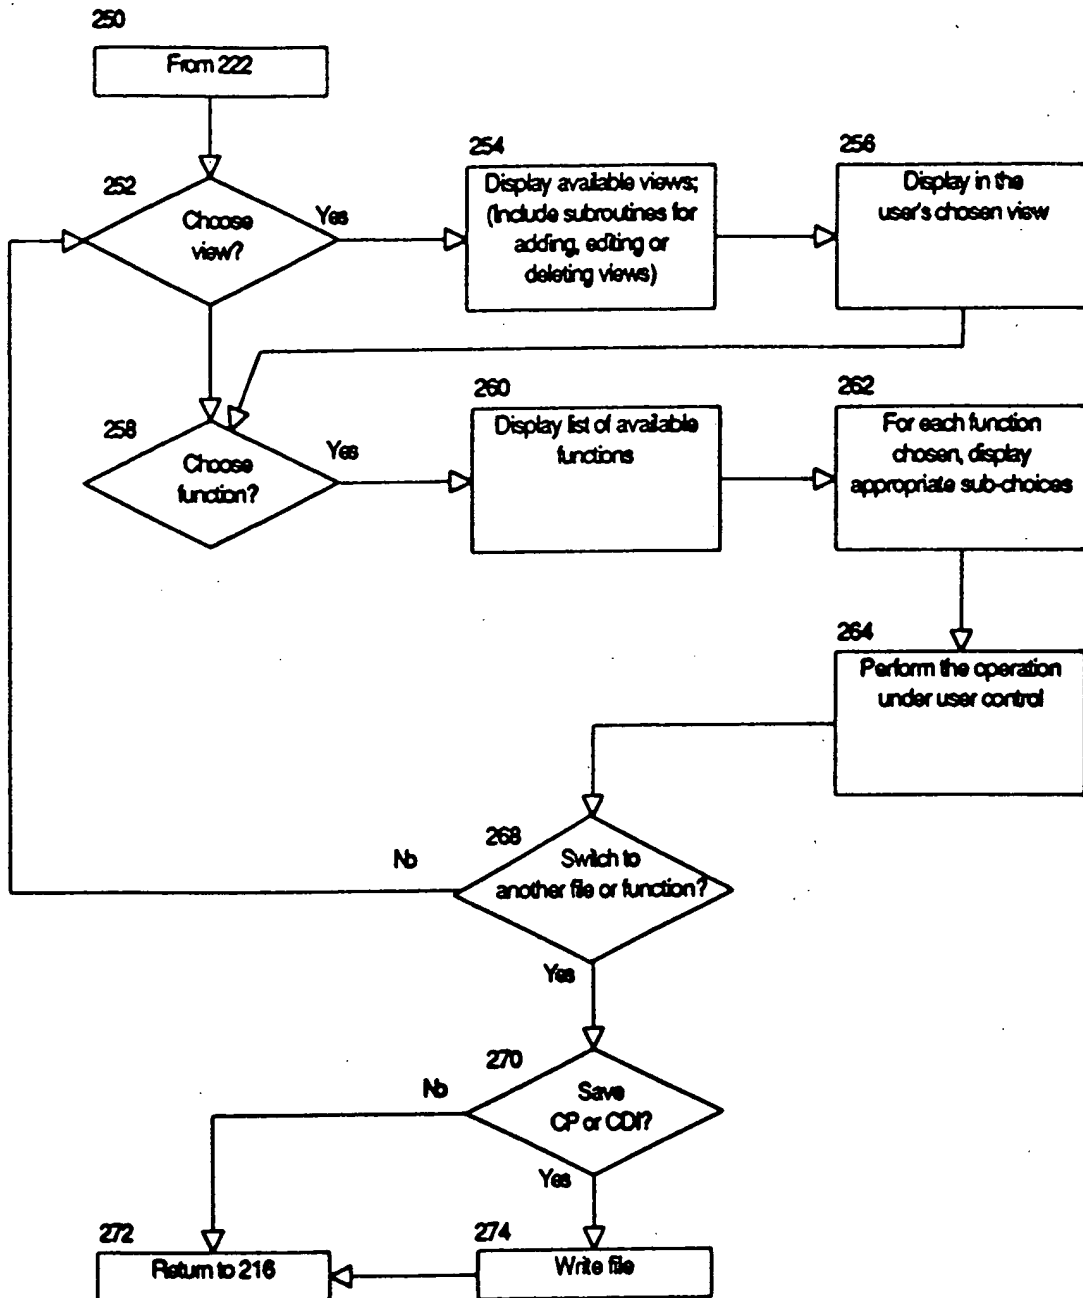 250
From 222
252
Choose
view?
Yes
254
Display available views;
(Include subroutines for
adding, editing or
deleting views)
256
Display in the
user's chosen view
258
Choose
function?
Yes
260
Display list of available
functions
262
For each function
chosen, display
appropriate sub-choices
264
Perform the operation
under user control
268
Switch to
another file or function?
No
Yes
270
Save
CP or CDI?
No
Yes
272
Return to 216
274
Write file